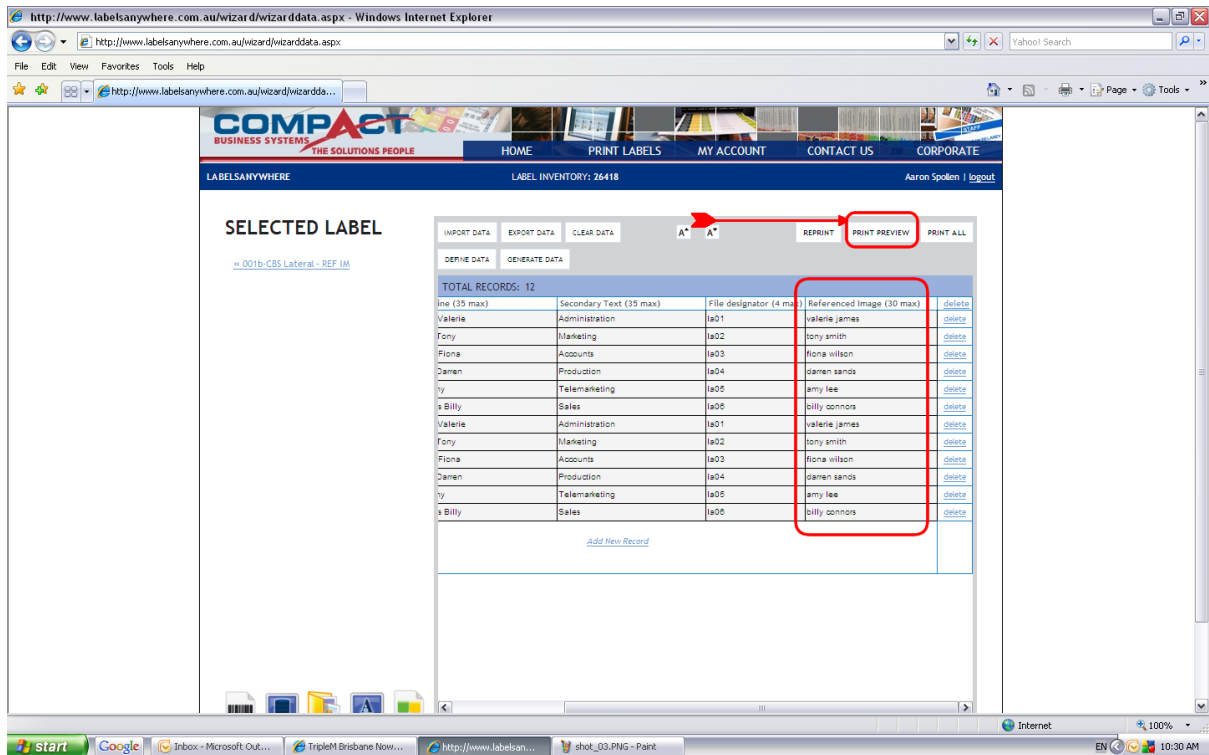 http://www.labelsanywhere.com.au/wizard/wizarddata.aspx - Windows Internet Explorer
http://www.labelsanywhere.com.au/wizard/wizarddata.aspx
Yahoo! Search
File Edit View Favorites Tools Help
http://www.labelsanywhere.com.au/wizard/wizardda...
Page Tools
COMPACT
BUSINESS SYSTEMS
THE SOLUTIONS PEOPLE
HOME PRINT LABELS MY ACCOUNT CONTACT US CORPORATE
LABELSANYWHERE LABEL INVENTORY: 26418 Aaron Spollen | logout
SELECTED LABEL
« 001b-CBS Lateral - REF IM
IMPORT DATA EXPORT DATA CLEAR DATA A A REPRINT PRINT PREVIEW PRINT ALL
DEFINE DATA GENERATE DATA
TOTAL RECORDS: 12
ine (35 max) Secondary Text (35 max) File designator (4 max) Referenced Image (30 max) delete
Valerie Administration la01 valerie james delete
Tony Marketing la02 tony smith delete
Fiona Accounts la03 fiona wilson delete
Darren Production la04 darren sands delete
ny Telemarketing la05 amy lee delete
s Billy Sales la06 billy connors delete
Valerie Administration la01 valerie james delete
Tony Marketing la02 tony smith delete
Fiona Accounts la03 fiona wilson delete
Darren Production la04 darren sands delete
ny Telemarketing la05 amy lee delete
s Billy Sales la06 billy connors delete
Add New Record
Internet 100%
start Google Inbox - Microsoft Out... TripleM Brisbane Now... http://www.labelsan... shot_03.PNG - Paint EN 10:30 AM